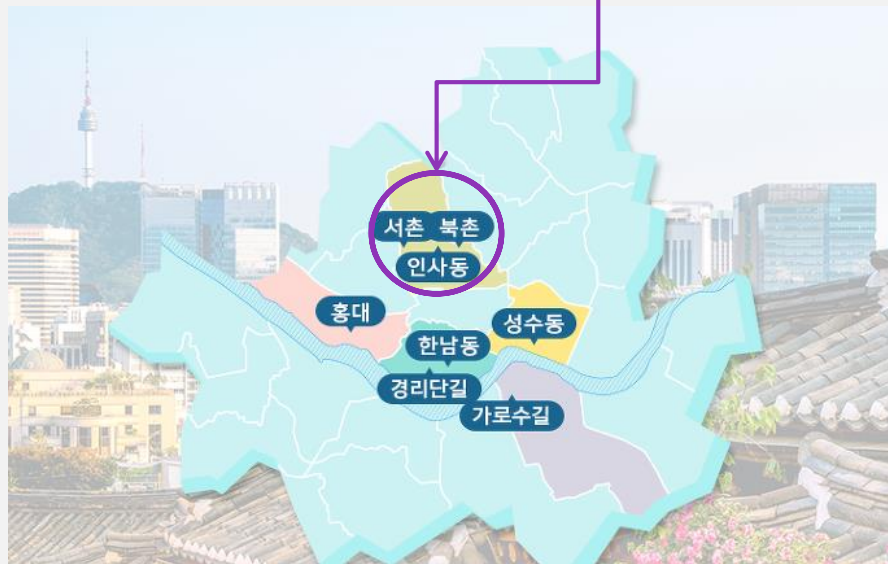 서촌 북촌
인사동
홍대
성수동
한남동
경리단길
가로수길